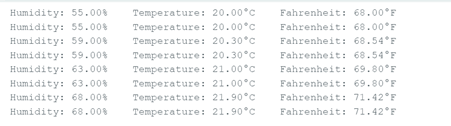 Humidity: 55.00%    Temperature: 20.00°C    Fahrenheit: 68.00°F
Humidity: 55.00%    Temperature: 20.00°C    Fahrenheit: 68.00°F
Humidity: 59.00%    Temperature: 20.30°C    Fahrenheit: 68.54°F
Humidity: 59.00%    Temperature: 20.30°C    Fahrenheit: 68.54°F
Humidity: 63.00%    Temperature: 21.00°C    Fahrenheit: 69.80°F
Humidity: 63.00%    Temperature: 21.00°C    Fahrenheit: 69.80°F
Humidity: 68.00%    Temperature: 21.90°C    Fahrenheit: 71.42°F
Humidity: 68.00%    Temperature: 21.90°C    Fahrenheit: 71.42°F